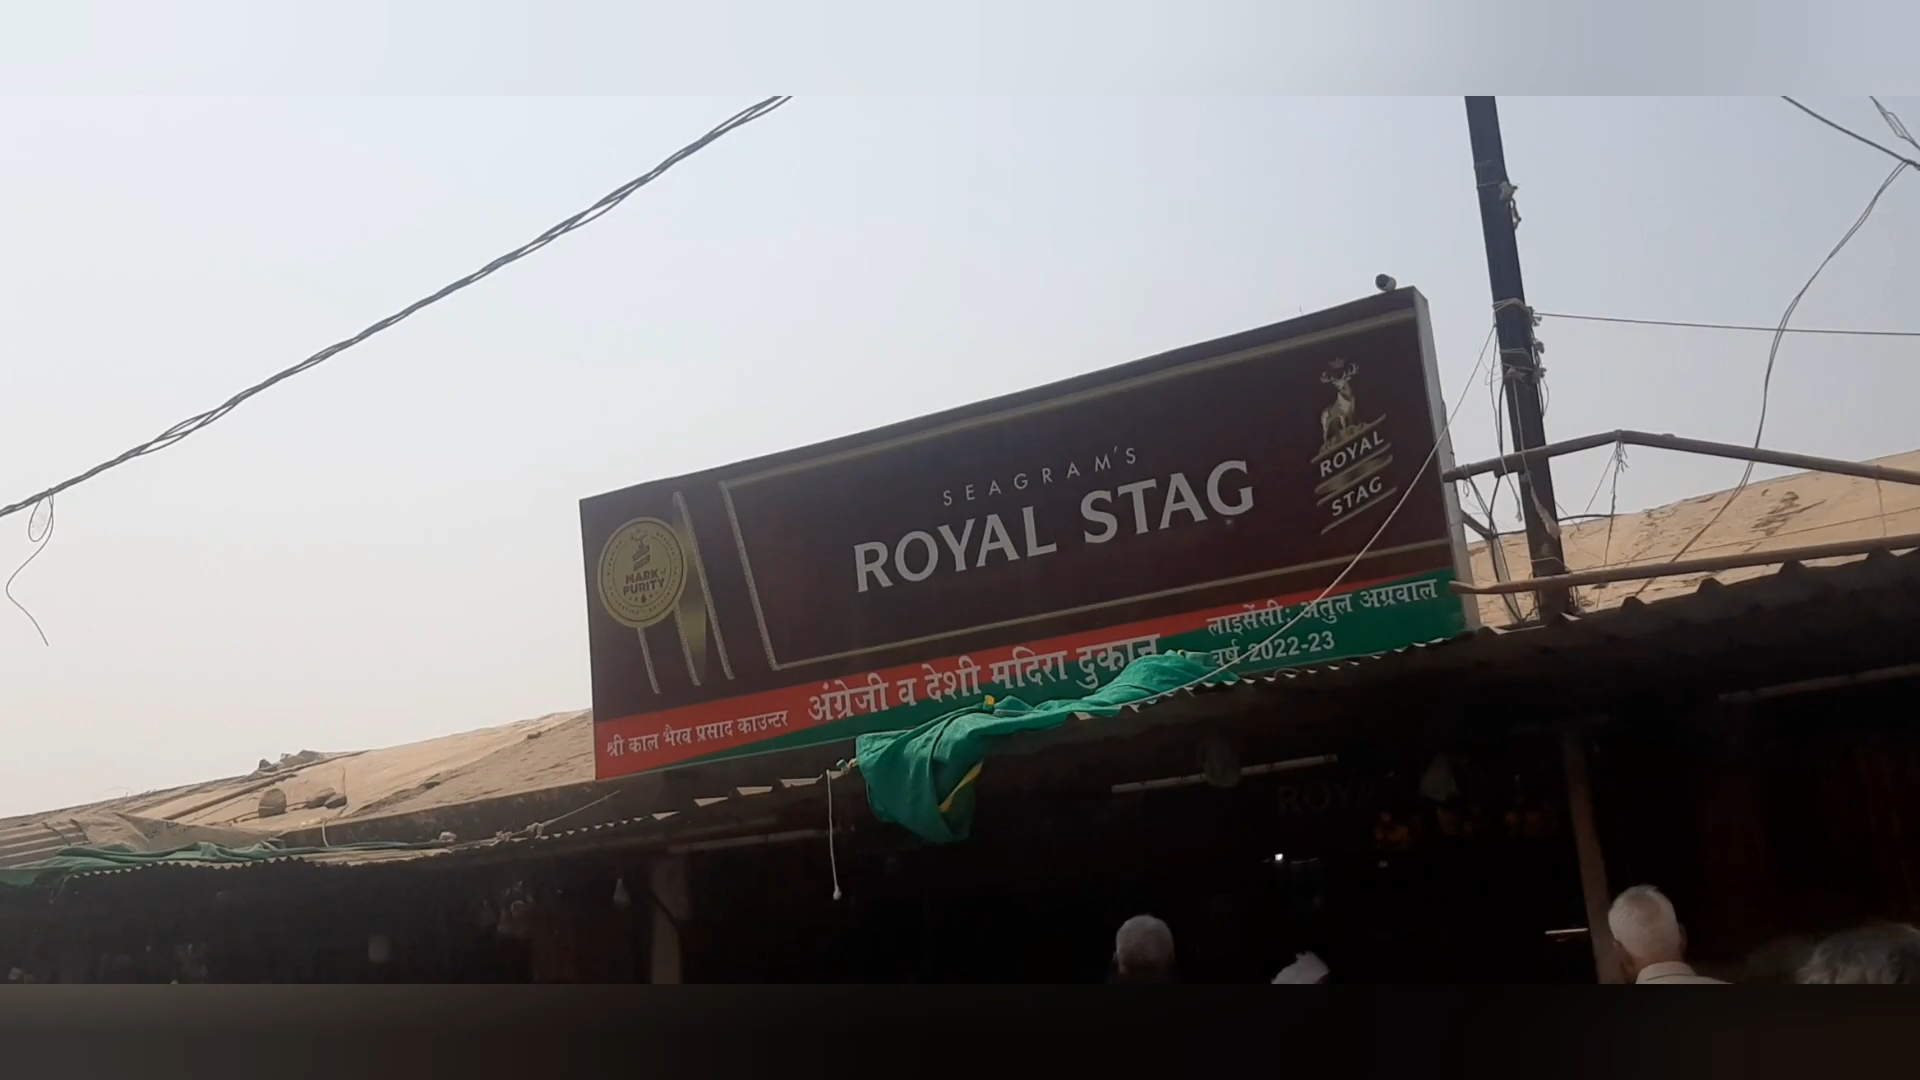 SEAGRAM'S
ROYAL STAG
ROYAL
STAG
MARK of
PURITY
श्री काल भैरव प्रसाद काउन्टर
अंग्रेजी व देशी मदिरा दुकान
लाइसेंसी: अतुल अग्रवाल
वर्ष 2022-23